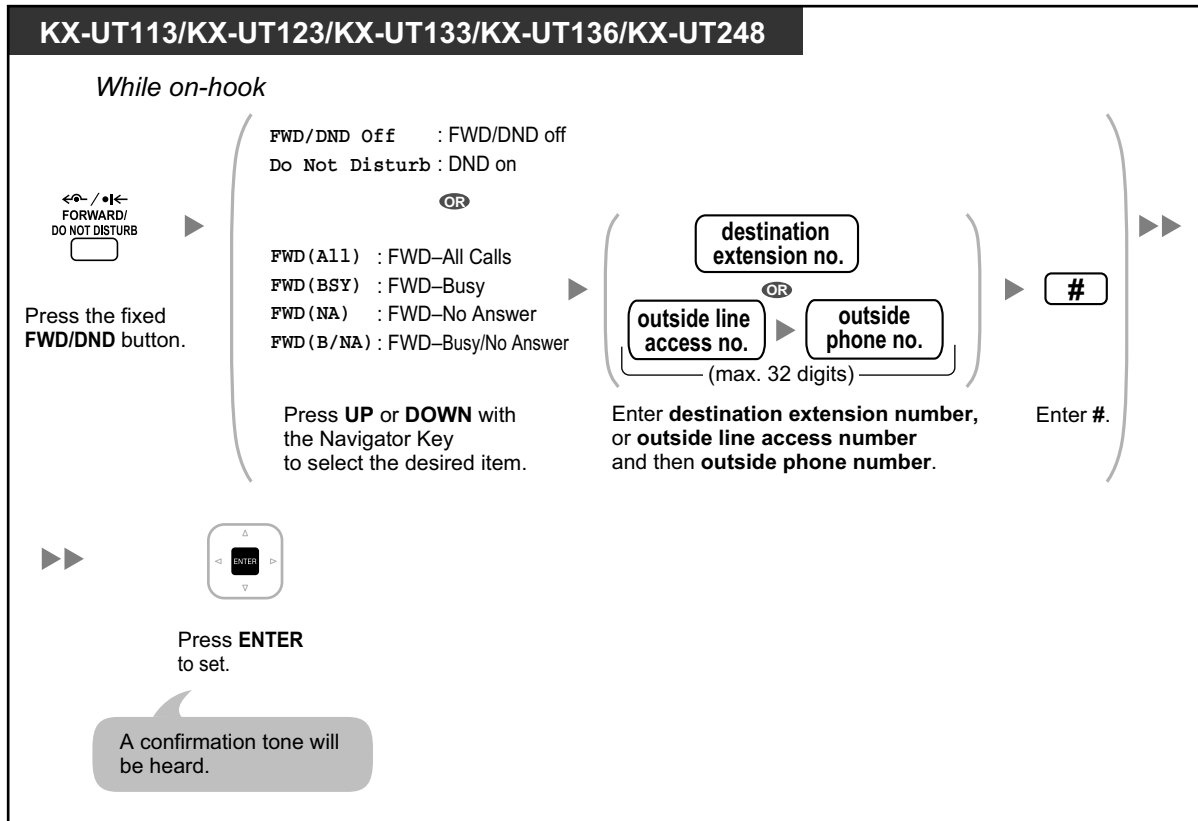 KX-UT113/KX-UT123/KX-UT133/KX-UT136/KX-UT248
While on-hook
FORWARD/
DO NOT DISTURB
Press the fixed
FWD/DND button.
FWD/DND Off : FWD/DND off
Do Not Disturb : DND on
OR
FWD(All) : FWD–All Calls
FWD(BSY) : FWD–Busy
FWD(NA) : FWD–No Answer
FWD(B/NA) : FWD–Busy/No Answer
Press UP or DOWN with
the Navigator Key
to select the desired item.
destination
extension no.
OR
outside line
access no.
outside
phone no.
(max. 32 digits)
Enter destination extension number,
or outside line access number
and then outside phone number.
#
Enter #.
ENTER
Press ENTER
to set.
A confirmation tone will
be heard.